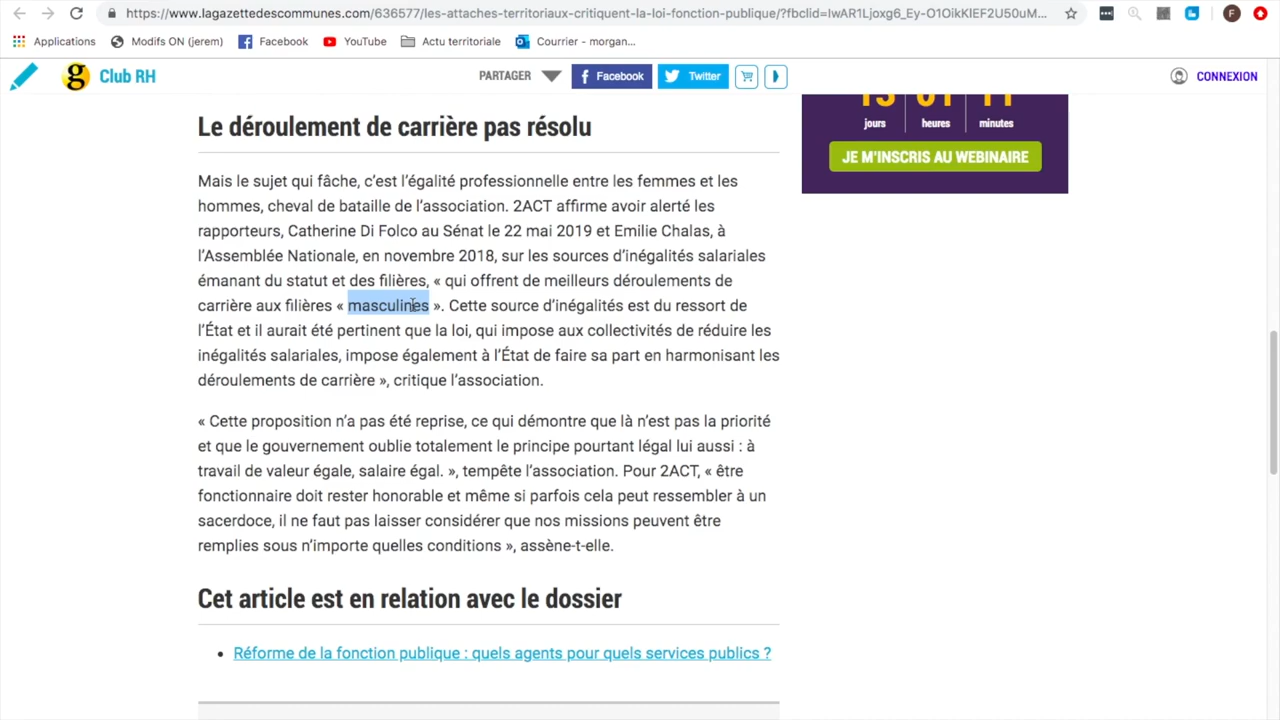 https://www.lagazettedescommunes.com/636577/les-attaches-territoriaux-critiquent-la-loi-fonction-publique/?fbclid=IwAR1Ljoxg6_Ey-O1OikKlEF2U50uM...
F
Applications
Modifs ON (jerem)
Facebook
YouTube
Actu territoriale
Courrier - morgan...
g Club RH
PARTAGER
Facebook
Twitter
CONNEXION
jours heures minutes
JE M'INSCRIS AU WEBINAIRE
Le déroulement de carrière pas résolu
Mais le sujet qui fâche, c’est l’égalité professionnelle entre les femmes et les
hommes, cheval de bataille de l’association. 2ACT affirme avoir alerté les
rapporteurs, Catherine Di Folco au Sénat le 22 mai 2019 et Emilie Chalas, à
l’Assemblée Nationale, en novembre 2018, sur les sources d’inégalités salariales
émanant du statut et des filières, « qui offrent de meilleurs déroulements de
carrière aux filières « masculines ». Cette source d’inégalités est du ressort de
l’État et il aurait été pertinent que la loi, qui impose aux collectivités de réduire les
inégalités salariales, impose également à l’État de faire sa part en harmonisant les
déroulements de carrière », critique l’association.
« Cette proposition n’a pas été reprise, ce qui démontre que là n’est pas la priorité
et que le gouvernement oublie totalement le principe pourtant légal lui aussi : à
travail de valeur égale, salaire égal. », tempête l’association. Pour 2ACT, « être
fonctionnaire doit rester honorable et même si parfois cela peut ressembler à un
sacerdoce, il ne faut pas laisser considérer que nos missions peuvent être
remplies sous n’importe quelles conditions », assène-t-elle.
Cet article est en relation avec le dossier
• Réforme de la fonction publique : quels agents pour quels services publics ?